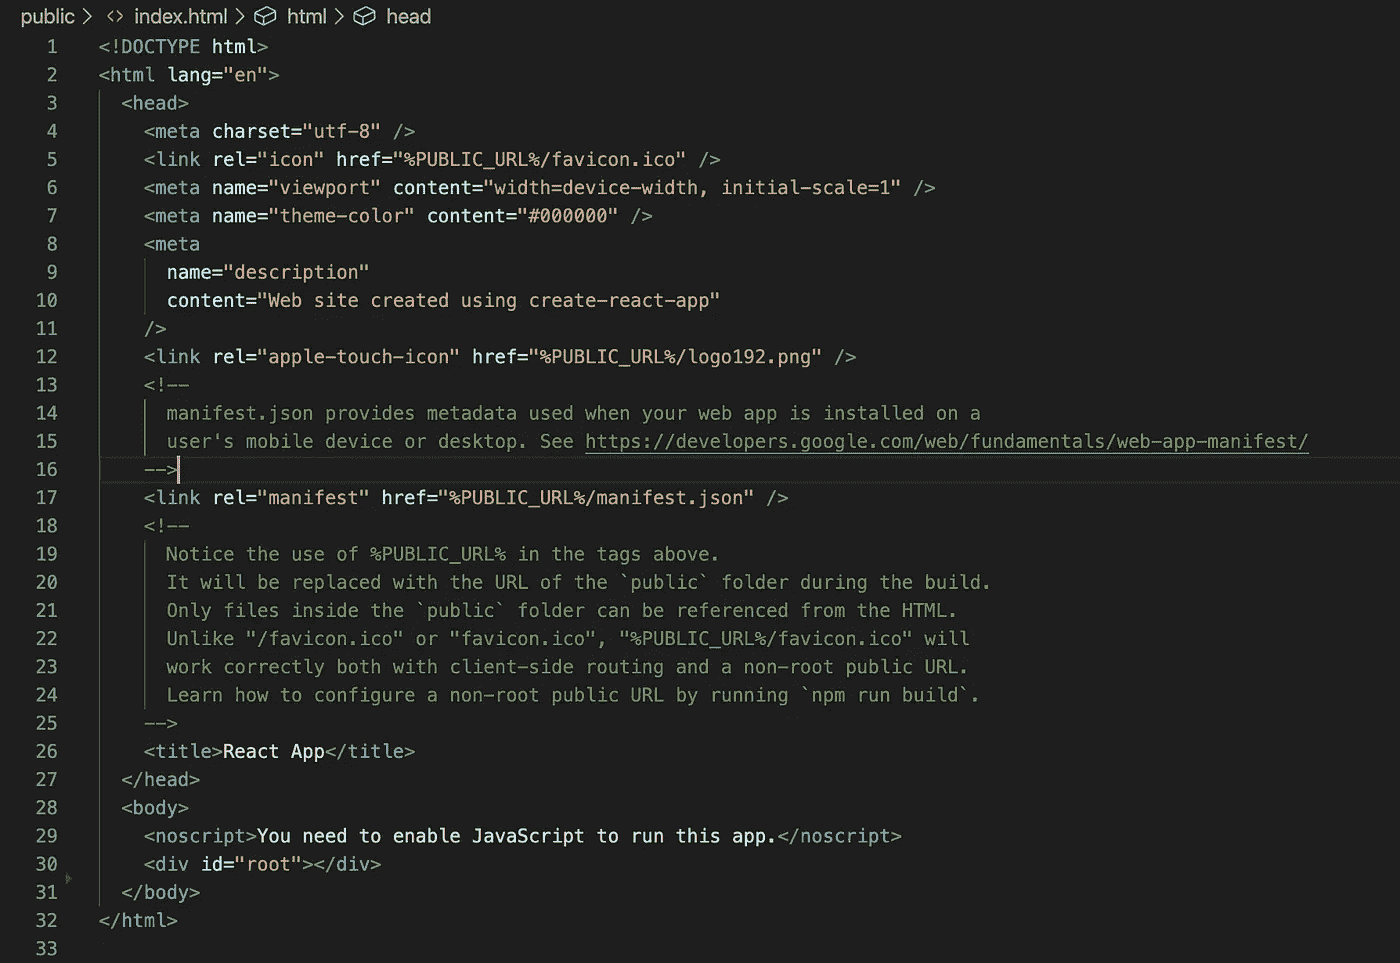 public > <> index.html > html > head
1 <!DOCTYPE html>
2 <html lang="en">
3 <head>
4 <meta charset="utf-8" />
5 <link rel="icon" href="%PUBLIC_URL%/favicon.ico" />
6 <meta name="viewport" content="width=device-width, initial-scale=1" />
7 <meta name="theme-color" content="#000000" />
8 <meta
9 name="description"
10 content="Web site created using create-react-app"
11 />
12 <link rel="apple-touch-icon" href="%PUBLIC_URL%/logo192.png" />
13 <!--
14 manifest.json provides metadata used when your web app is installed on a
15 user's mobile device or desktop. See https://developers.google.com/web/fundamentals/web-app-manifest/
16 -->
17 <link rel="manifest" href="%PUBLIC_URL%/manifest.json" />
18 <!--
19 Notice the use of %PUBLIC_URL% in the tags above.
20 It will be replaced with the URL of the `public` folder during the build.
21 Only files inside the `public` folder can be referenced from the HTML.
22 Unlike "/favicon.ico" or "favicon.ico", "%PUBLIC_URL%/favicon.ico" will
23 work correctly both with client-side routing and a non-root public URL.
24 Learn how to configure a non-root public URL by running `npm run build`.
25 -->
26 <title>React App</title>
27 </head>
28 <body>
29 <noscript>You need to enable JavaScript to run this app.</noscript>
30 <div id="root"></div>
31 </body>
32 </html>
33